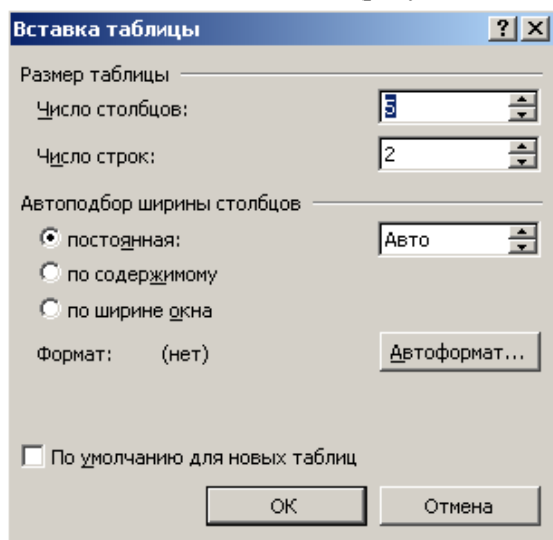 Вставка таблицы
Размер таблицы
Число столбцов: 5
Число строк: 2
Автоподбор ширины столбцов
постоянная: Авто
по содержимому
по ширине окна
Формат: (нет) Автоформат...
По умолчанию для новых таблиц
ОК Отмена